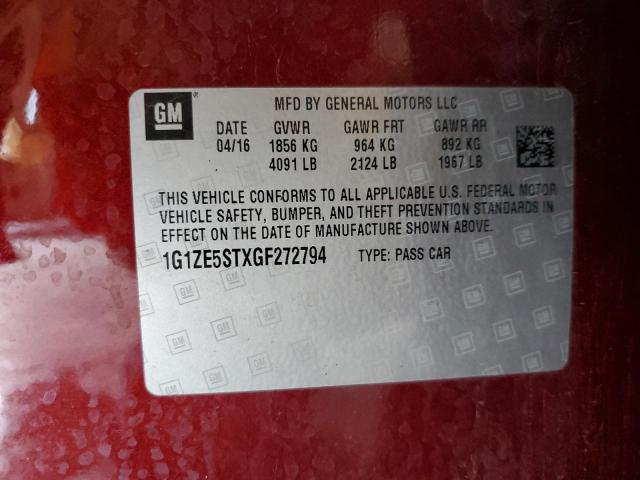 GM
®
MFD BY GENERAL MOTORS LLC
DATE GVWR GAWR FRT GAWR RR
04/16 1856 KG 964 KG 892 KG
4091 LB 2124 LB 1967 LB
THIS VEHICLE CONFORMS TO ALL APPLICABLE U.S. FEDERAL MOTOR
VEHICLE SAFETY, BUMPER, AND THEFT PREVENTION STANDARDS IN
EFFECT ON THE DATE OF MANUFACTURE SHOWN ABOVE.
1G1ZE5STXGF272794 TYPE: PASS CAR